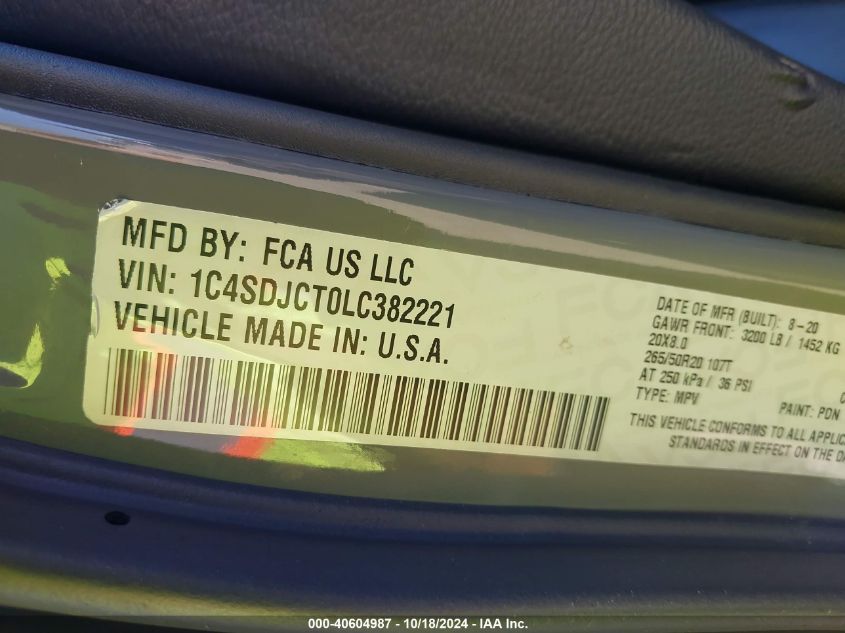 MFD BY: FCA US LLC
VIN: 1C4SDJCT0LC382221
VEHICLE MADE IN: U.S.A.
DATE OF MFR (BUILT): 8-20
GAWR FRONT: 3200 LB / 1452 KG
20X8.0
265/50R20 107T
AT 250 kPa / 36 PSI
TYPE: MPV
PAINT: PDN
THIS VEHICLE CONFORMS TO ALL
STANDARDS IN EFFECT ON THE
000-40604987 - 10/18/2024 - IAA Inc.